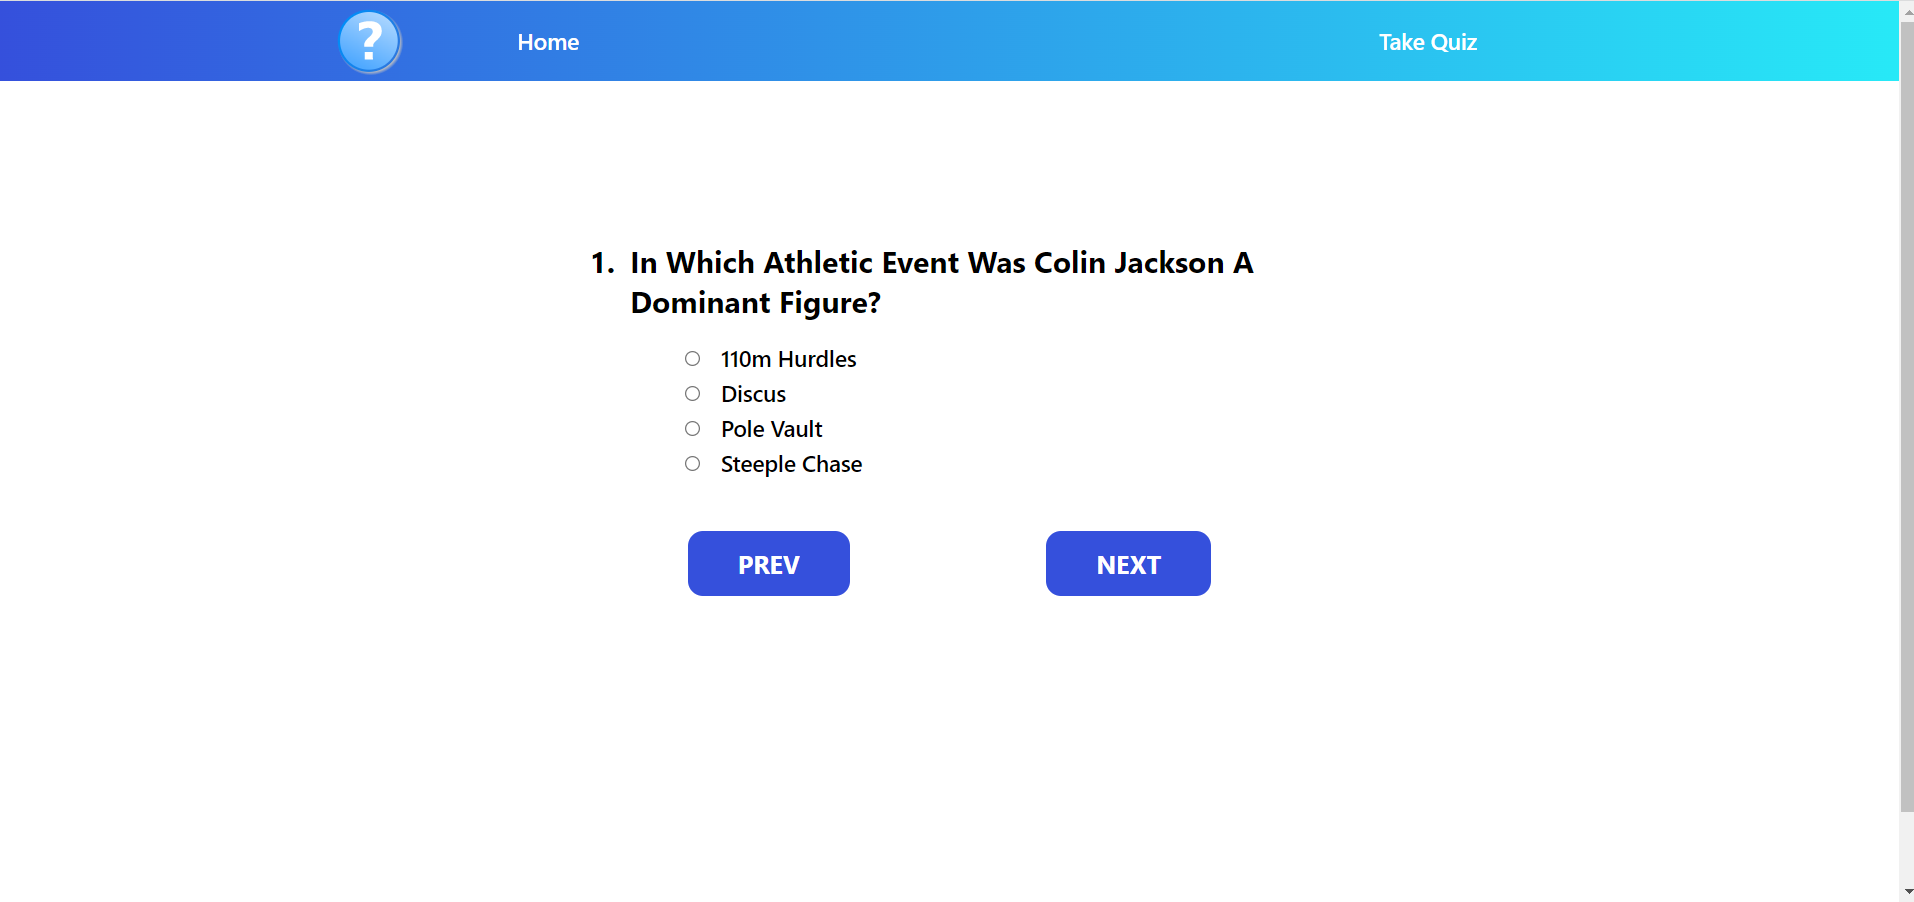 ?
Home
Take Quiz
1. In Which Athletic Event Was Colin Jackson A
Dominant Figure?
110m Hurdles
Discus
Pole Vault
Steeple Chase
PREV
NEXT